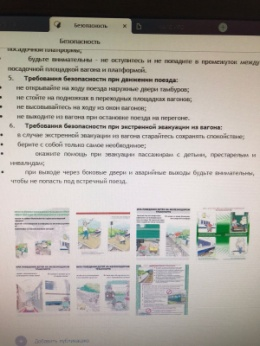 Безопасность
Безопасность
посадочной платформе;
будьте внимательны - не оступитесь и не попадите в промежуток между
посадочной площадкой вагона и платформой.
5. Требования безопасности при движении поезда:
не открывайте на ходу поезда наружные двери тамбуров;
не стойте на подножках и переходных площадках вагонов;
не высовывайтесь на ходу из окон вагонов;
не выходите из вагона при остановке поезда на перегоне.
6. Требования безопасности при экстренной эвакуации из вагона:
в случае экстренной эвакуации из вагона старайтесь сохранять спокойствие;
берите с собой только самое необходимое;
окажите помощь при эвакуации пассажирам с детьми, престарелым и
инвалидам;
при выходе через боковые двери и аварийные выходы будьте внимательны,
чтобы не попасть под встречный поезд.
Добавить публикацию